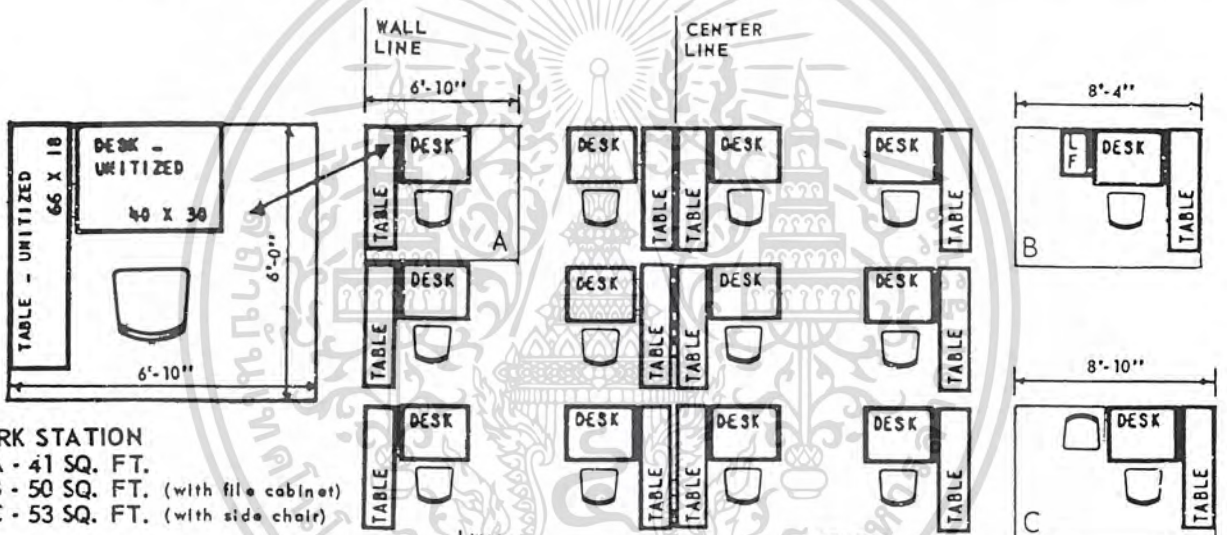 WALL
LINE
CENTER
LINE
6'-10"
8'-4"
TABLE - UNITIZED
66 X 18
DESK -
UNITIZED
40 X 30
6'-0"
6'-10"
DESK
TABLE
A
DESK
TABLE
DESK
TABLE
DESK
TABLE
L
F
DESK
TABLE
B
DESK
TABLE
DESK
TABLE
DESK
TABLE
DESK
TABLE
8'-10"
DESK
TABLE
DESK
TABLE
DESK
TABLE
DESK
TABLE
DESK
TABLE
C
RK STATION
A - 41 SQ. FT.
- 50 SQ. FT. (with file cabinet)
C - 53 SQ. FT. (with side chair)